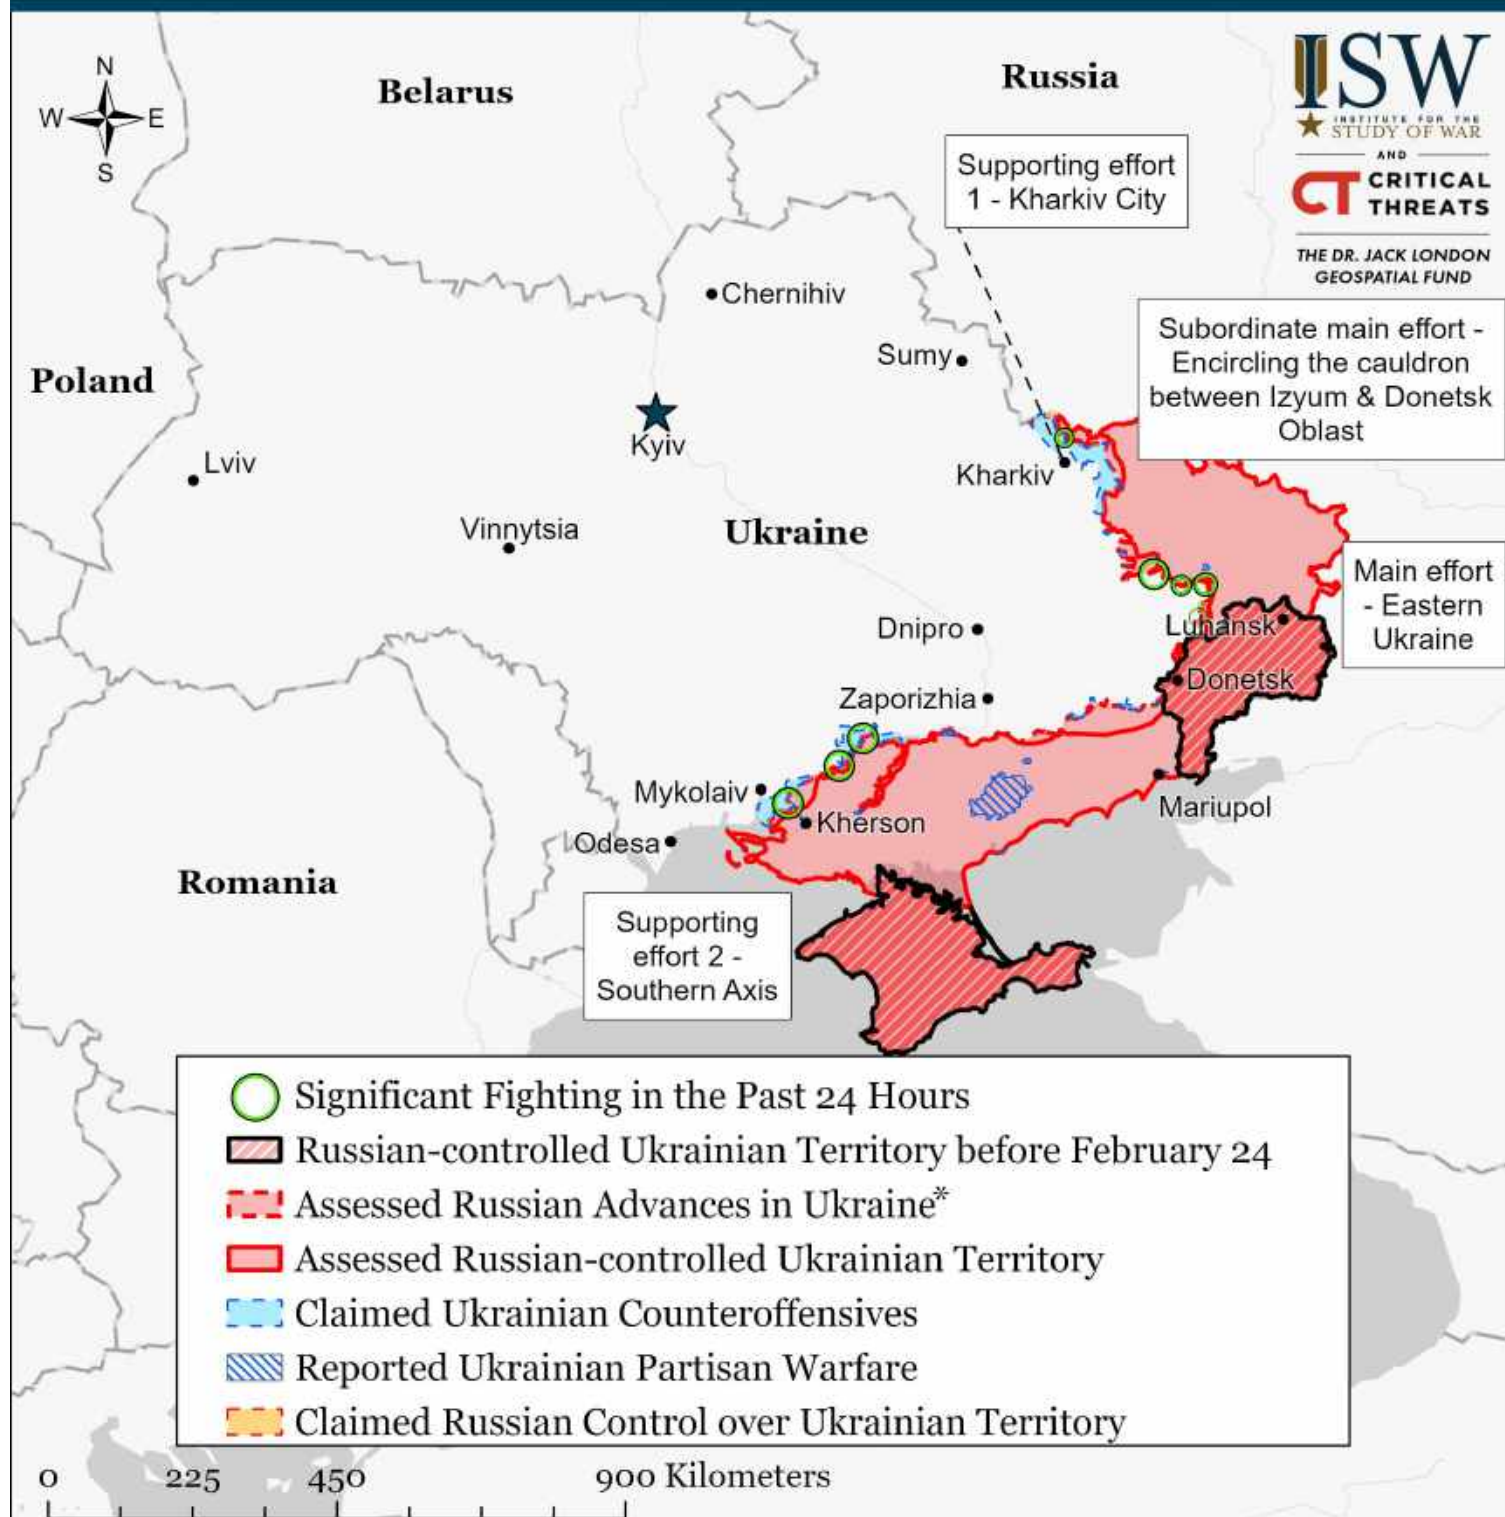 N
W E
S
Belarus
Russia
ISW
INSTITUTE FOR THE
STUDY OF WAR
AND
CT CRITICAL
THREATS
THE DR. JACK LONDON
GEOSPATIAL FUND
Supporting effort
1 - Kharkiv City
Chernihiv
Subordinate main effort -
Encircling the cauldron
between Izyum & Donetsk
Oblast
Sumy
Poland
Kyiv
Lviv
Kharkiv
Vinnytsia
Ukraine
Main effort
- Eastern
Ukraine
Dnipro
Luhansk
Donetsk
Zaporizhia
Mykolaiv
Mariupol
Kherson
Odesa
Romania
Supporting
effort 2 -
Southern Axis
Significant Fighting in the Past 24 Hours
Russian-controlled Ukrainian Territory before February 24
Assessed Russian Advances in Ukraine*
Assessed Russian-controlled Ukrainian Territory
Claimed Ukrainian Counteroffensives
Reported Ukrainian Partisan Warfare
Claimed Russian Control over Ukrainian Territory
0 225 450 900 Kilometers